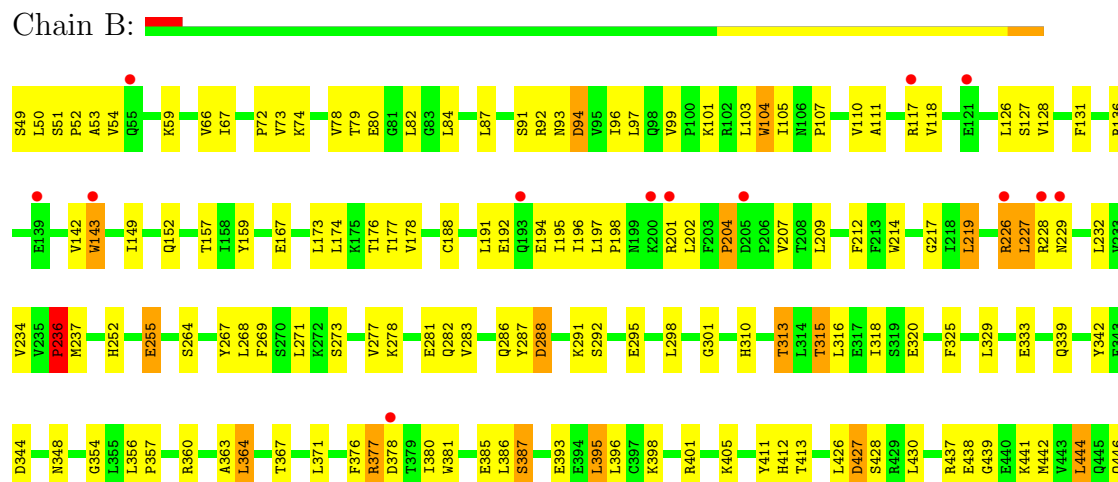 Chain B:
S49 L50 S51 P52 A53 V54 Q55 K59 V66 I67 P72 V73 K74 V78 T79 E80 G81 L82 G83 L84 L87 S91 R92 N93 D94 V95 I96 L97 Q98 V99 P100 K101 R102 L103 W104 I105 N106 P107 V110 A111 R117 V118 E121 L126 S127 V128 F131
E139 V142 W143 I149 Q152 T157 I158 Y159 E167 L173 L174 K175 T176 T177 V178 C188 L191 E192 Q193 E194 I195 I196 L197 P198 N199 K200 R201 L202 F203 P204 D205 P206 V207 T208 L209 F212 F213 W214 G217 I218 L219 R226 L227 R228 N229 L232 V233
V234 V235 P236 M237 H252 E255 S264 Y267 L268 F269 S270 L271 K272 S273 V277 K278 E281 Q282 V283 Q286 Y287 D288 K291 S292 E295 L298 G301 H310 T313 L314 T315 L316 E317 I318 S319 E320 F325 L329 E333 Q339 Y342
D344 N348 G354 L355 L356 P357 R360 A363 L364 T367 L371 F376 R377 D378 T379 I380 W381 E385 L386 S387 E393 E394 L395 L396 C397 K398 R401 K405 Y411 H412 T413 L426 D427 S428 R429 L430 R437 E438 G439 E440 K441 M442 V443 L444 Q445